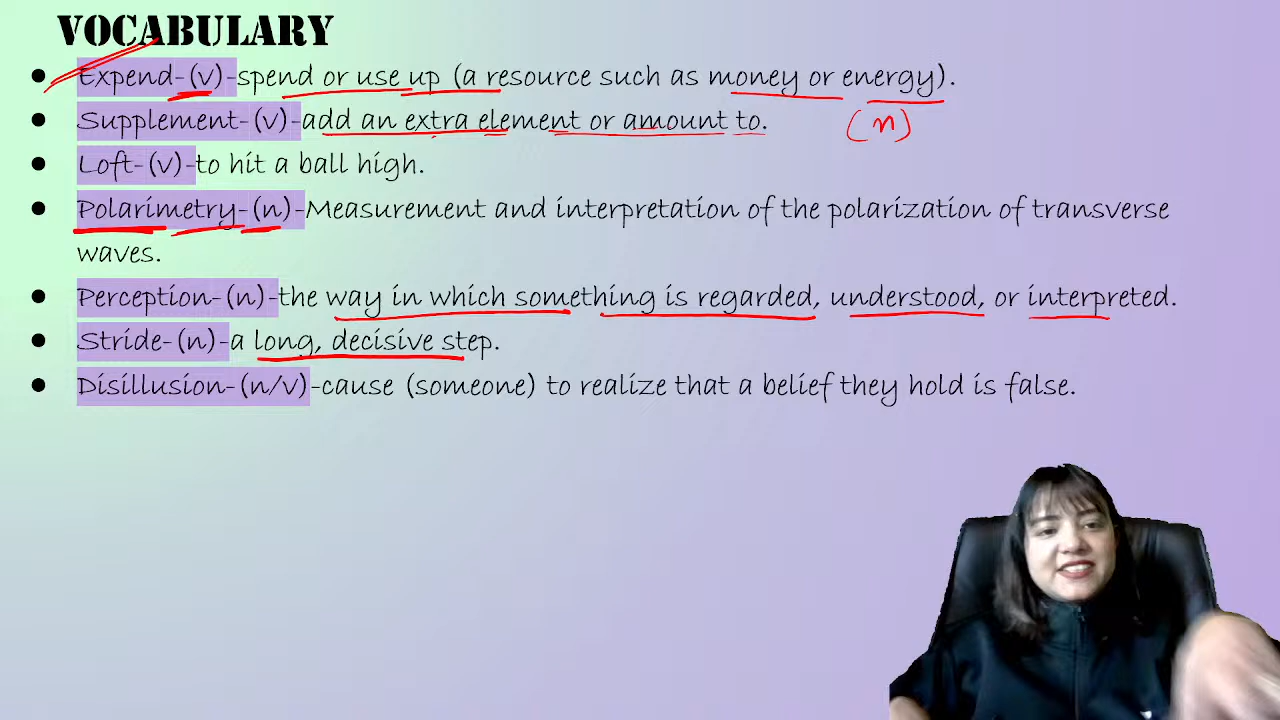 VOCABULARY
● Expend-(v)-spend or use up (a resource such as money or energy).
● Supplement-(v)-add an extra element or amount to. (n)
● Loft-(v)-to hit a ball high.
● Polarimetry-(n)-Measurement and interpretation of the polarization of transverse
waves.
● Perception-(n)-the way in which something is regarded, understood, or interpreted.
● Stride-(n)-a long, decisive step.
● Disillusion-(n/v)-cause (someone) to realize that a belief they hold is false.